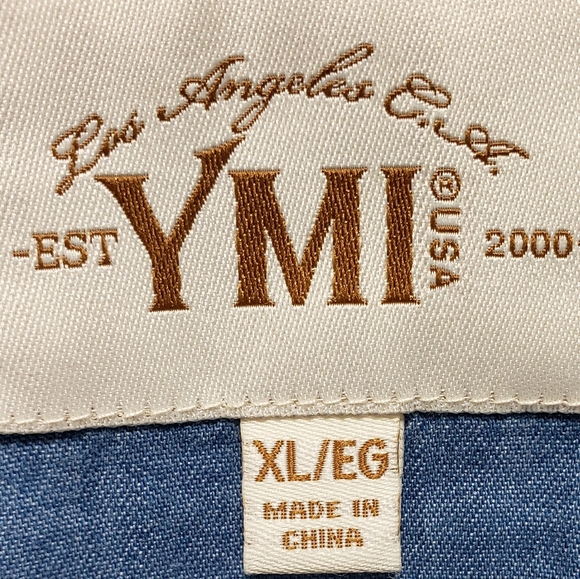 Los Angeles C.A.
-EST YMI ® USA 2000-
XL/EG
MADE IN
CHINA